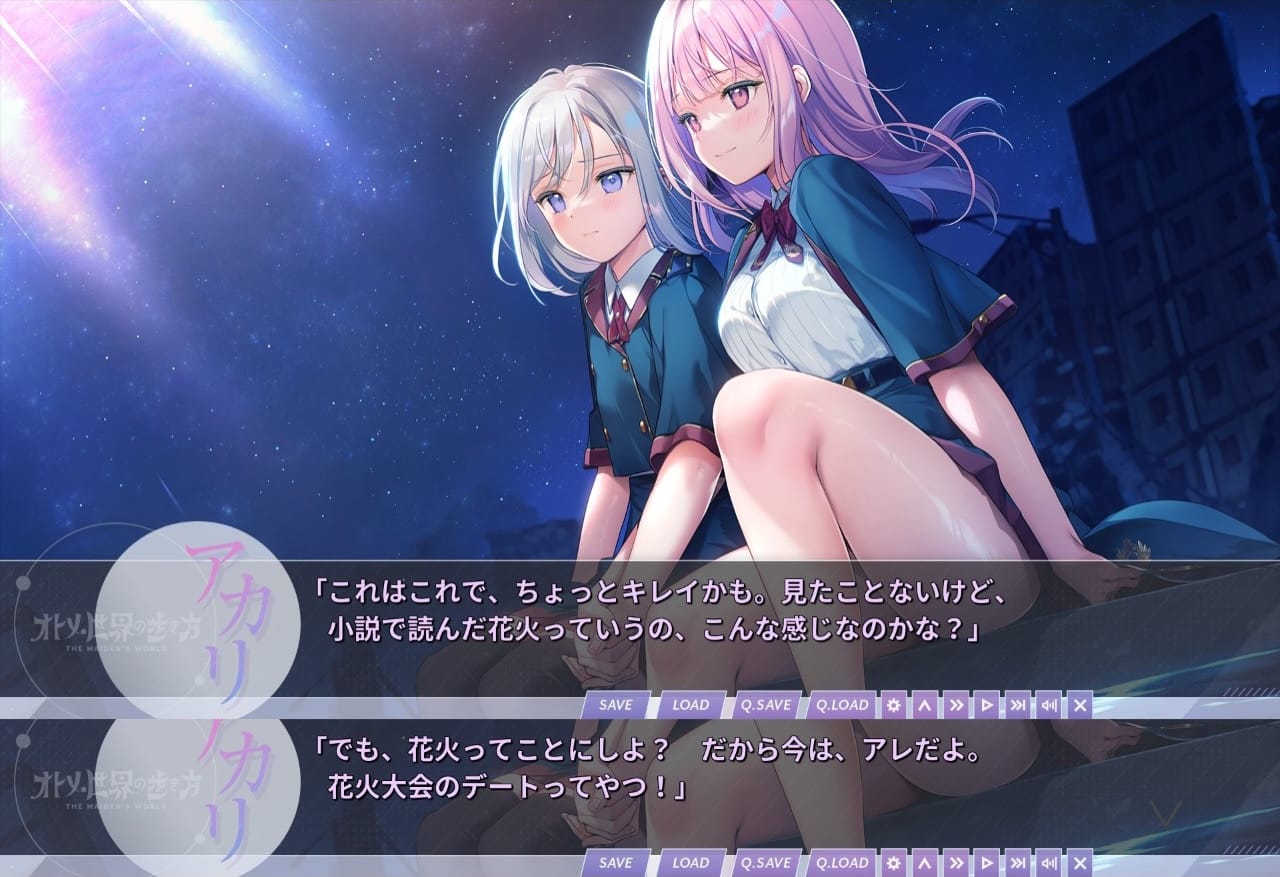 アカリ
「これはこれで、ちょっとキレイかも。見たことないけど、
小説で読んだ花火っていうの、こんな感じなのかな？」
オトメ世界の歩き方
THE MAIDEN'S WORLD
SAVE LOAD Q.SAVE Q.LOAD
アカリ
「でも、花火ってことにしよ？　だから今は、アレだよ。
花火大会のデートってやつ！」
オトメ世界の歩き方
THE MAIDEN'S WORLD
SAVE LOAD Q.SAVE Q.LOAD